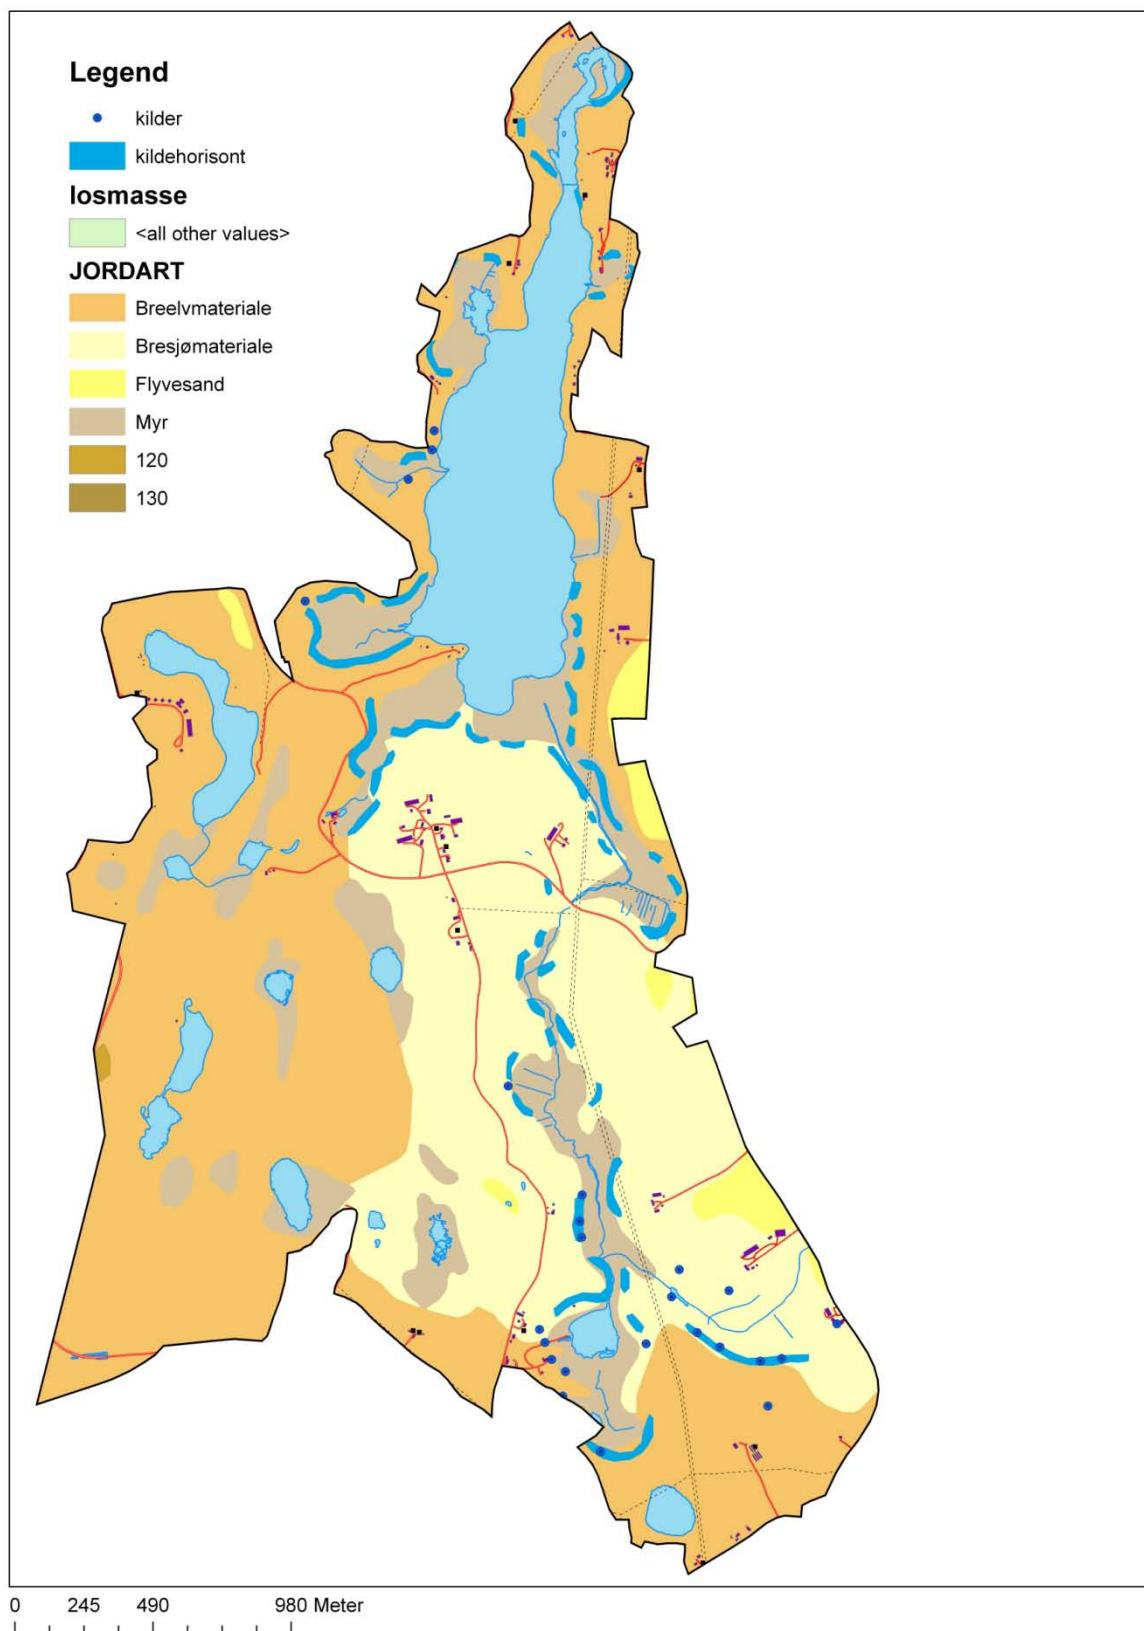 Legend
kilder
kildehorisont
losmasse
<all other values>
JORDART
Breelvmateriale
Bresjømateriale
Flyvesand
Myr
120
130
0 245 490 980 Meter